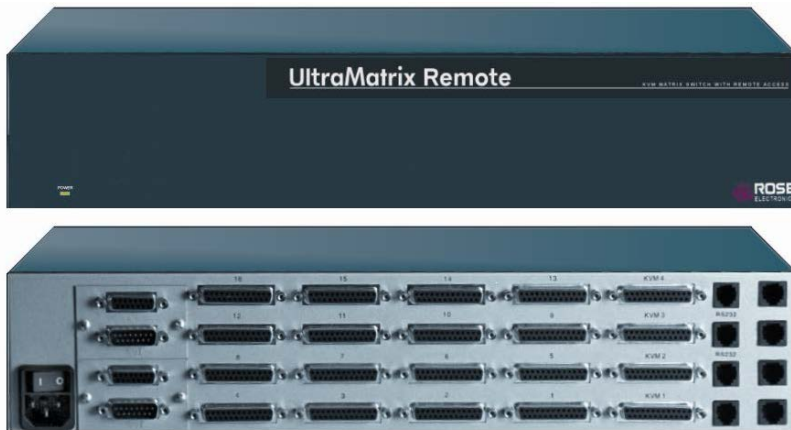 UltraMatrix Remote
KVM MATRIX SWITCH WITH REMOTE ACCESS
POWER
ROSE
ELECTRONIC
16 15 14 13 KVM 4
RS232
12 11 10 9 KVM 3
RS232
8 7 6 5 KVM 2
I O
4 3 2 1 KVM 1